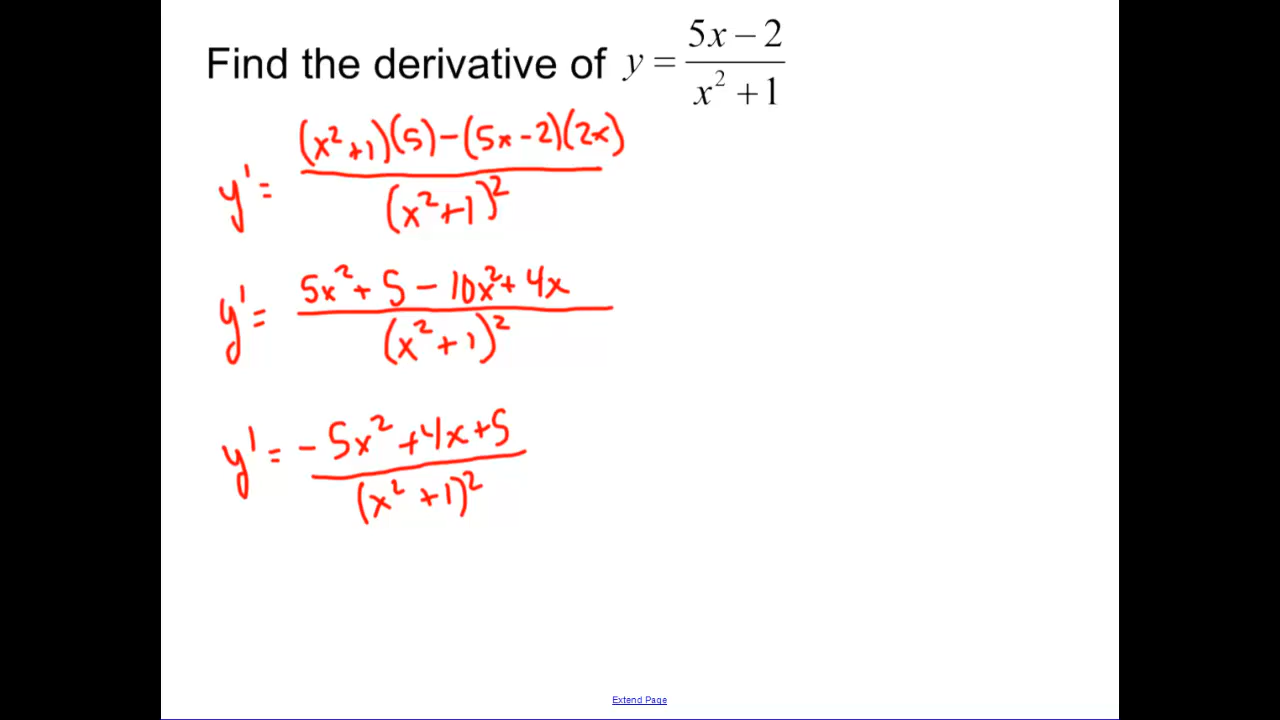 Find the derivative of y = (5x − 2)/(x² + 1)
y' = ((x²+1)(5) − (5x − 2)(2x))/(x²+1)²
y' = (5x² + 5 − 10x² + 4x)/(x² + 1)²
y' = (−5x² + 4x + 5)/(x² + 1)²
Extend Page